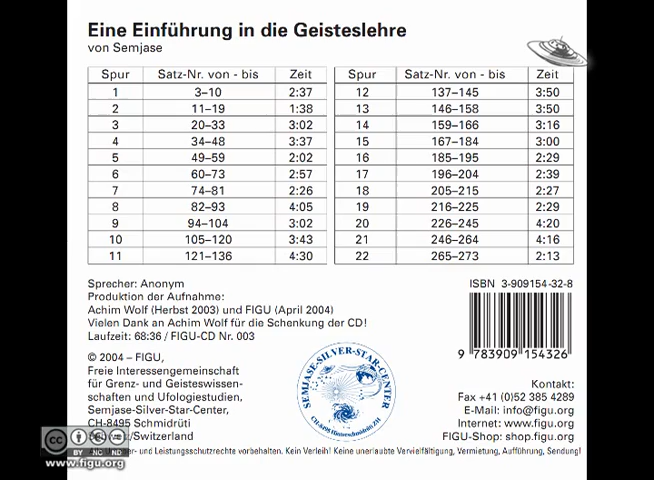 Eine Einführung in die Geisteslehre
von Semjase
Spur Satz-Nr. von - bis Zeit
1 3–10 2:37
2 11–19 1:38
3 20–33 3:02
4 34–48 3:37
5 49–59 2:02
6 60–73 2:57
7 74–81 2:26
8 82–93 4:05
9 94–104 3:02
10 105–120 3:43
11 121–136 4:30
Spur Satz-Nr. von - bis Zeit
12 137–145 3:50
13 146–158 3:50
14 159–166 3:16
15 167–184 3:00
16 185–195 2:29
17 196–204 2:39
18 205–215 2:27
19 216–225 2:29
20 226–245 4:20
21 246–264 4:16
22 265–273 2:13
Sprecher: Anonym
Produktion der Aufnahme:
Achim Wolf (Herbst 2003) und FIGU (April 2004)
Vielen Dank an Achim Wolf für die Schenkung der CD!
Laufzeit: 68:36 / FIGU-CD Nr. 003
© 2004 – FIGU,
Freie Interessengemeinschaft
für Grenz- und Geisteswissen-
schaften und Ufologiestudien,
Semjase-Silver-Star-Center,
CH-8495 Schmidrüti
/Switzerland
SEMJASE-SILVER-STAR-CENTER
CH-8495 Hinterschmidrüti ZH
ISBN 3-909154-32-8
9 783909 154326
Kontakt:
Fax +41 (0)52 385 4289
E-Mail: info@figu.org
Internet: www.figu.org
FIGU-Shop: shop.figu.org
- und Leistungsschutzrechte vorbehalten. Kein Verleih! Keine unerlaubte Vervielfältigung, Vermietung, Aufführung, Sendung!
cc
BY NC ND
www.figu.org